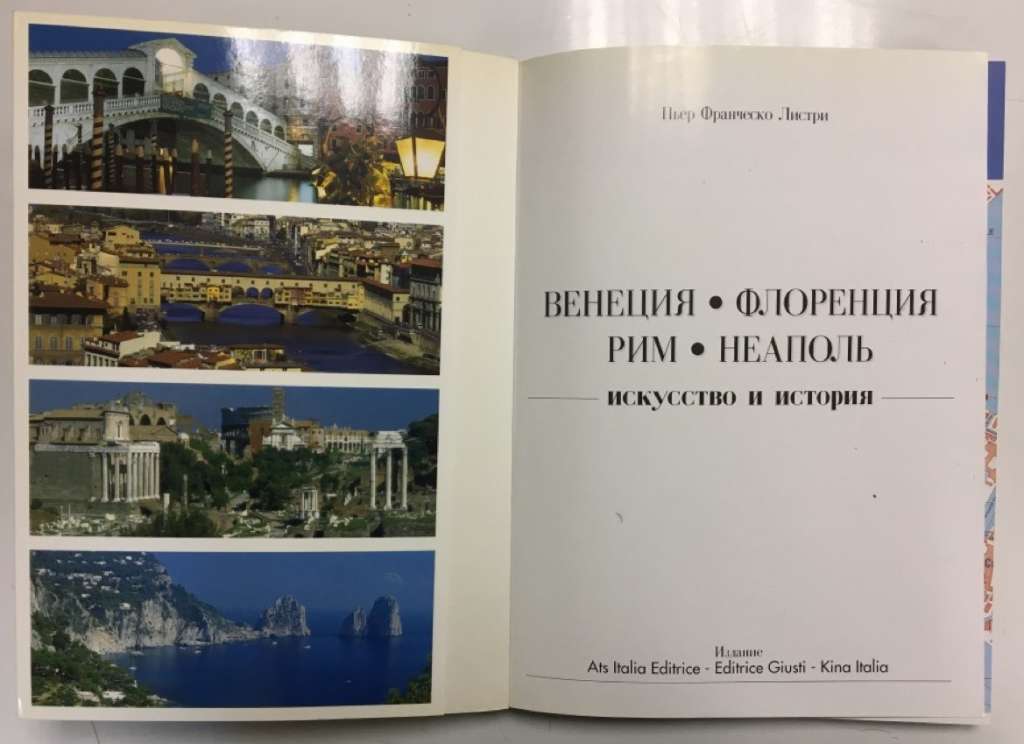 Пьер Франческо Листри
ВЕНЕЦИЯ • ФЛОРЕНЦИЯ
РИМ • НЕАПОЛЬ
искусство и история
Издание
Ats Italia Editrice - Editrice Giusti - Kina Italia